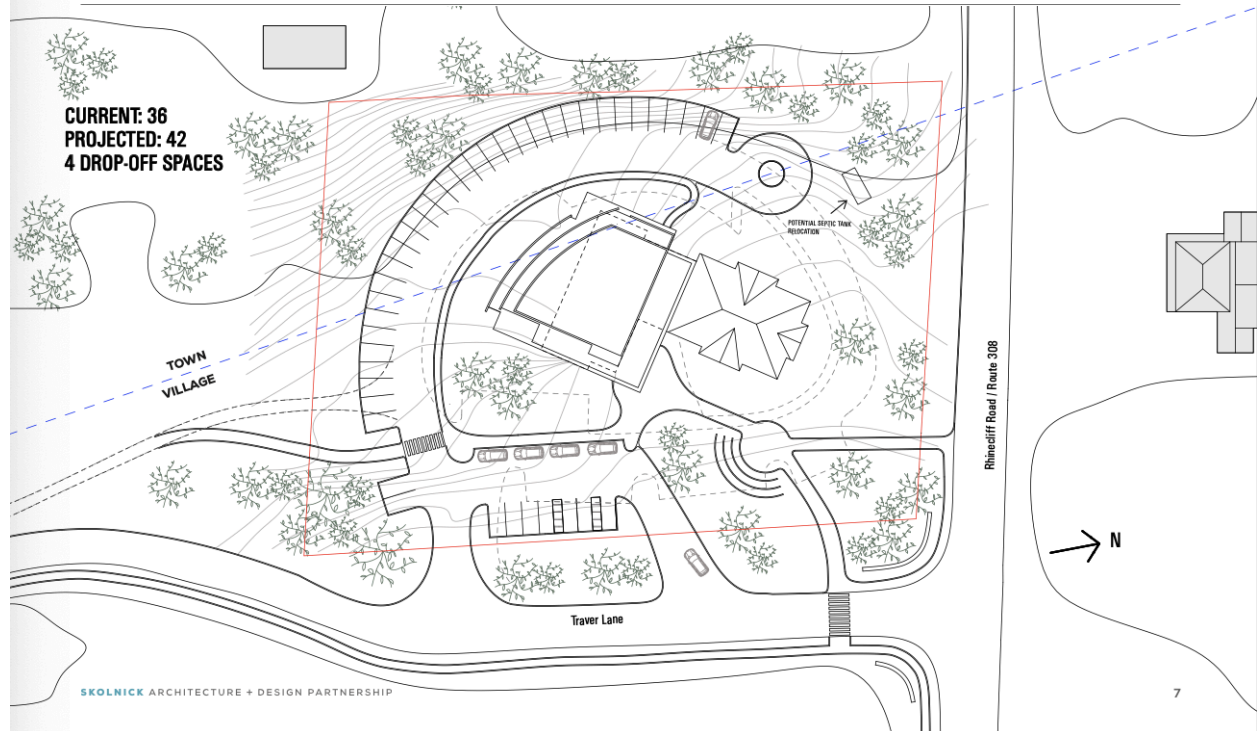 CURRENT: 36
PROJECTED: 42
4 DROP-OFF SPACES
POTENTIAL SEPTIC TANK
RELOCATION
TOWN
VILLAGE
Rhinecliff Road / Route 308
N
Traver Lane
SKOLNICK ARCHITECTURE + DESIGN PARTNERSHIP
7